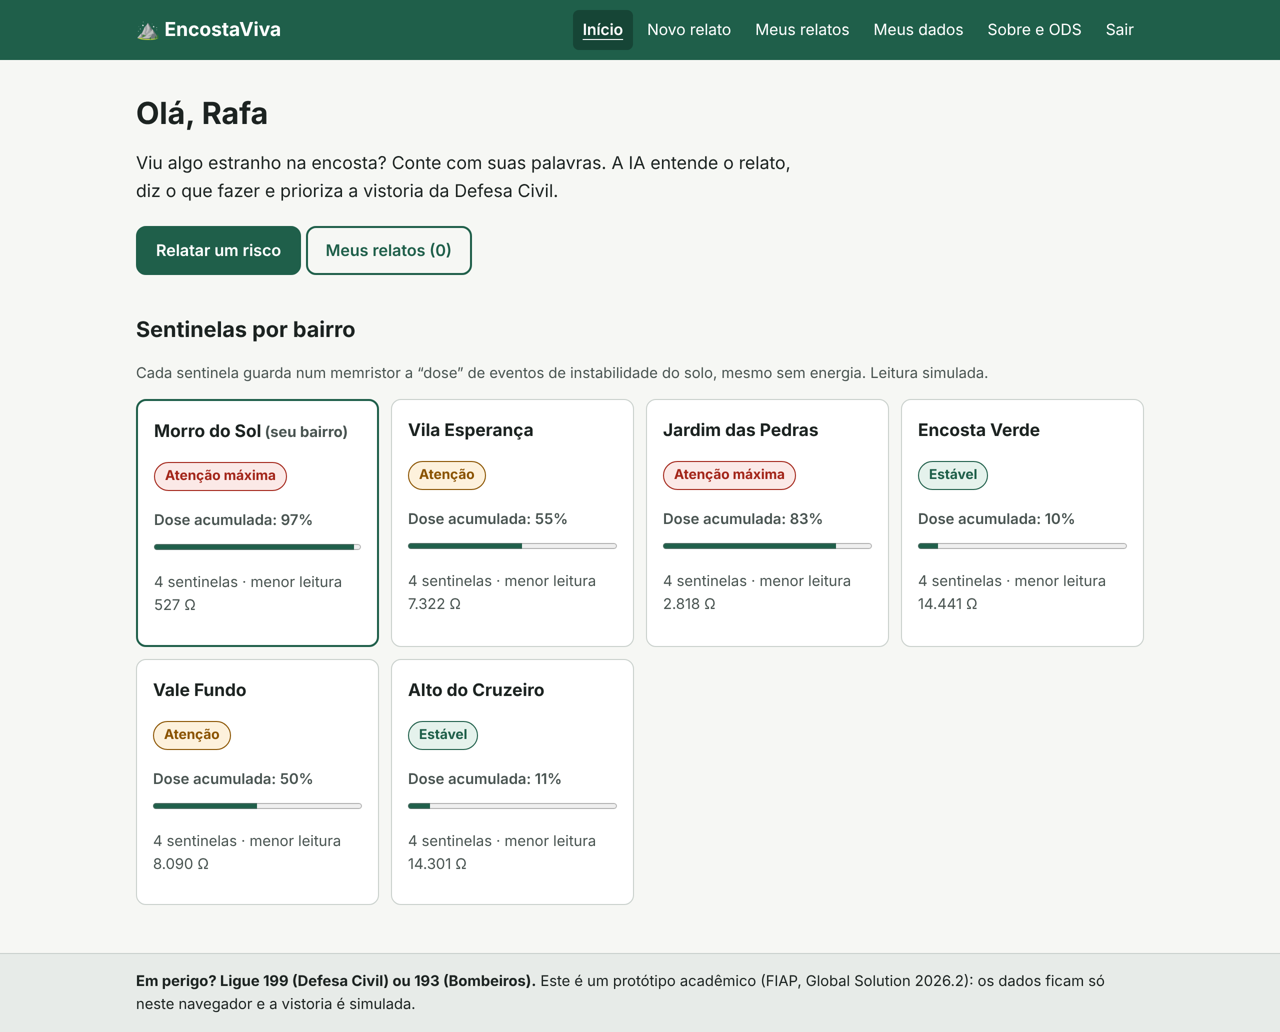 EncostaViva
Início
Novo relato
Meus relatos
Meus dados
Sobre e ODS
Sair
Olá, Rafa
Viu algo estranho na encosta? Conte com suas palavras. A IA entende o relato,
diz o que fazer e prioriza a vistoria da Defesa Civil.
Relatar um risco
Meus relatos (0)
Sentinelas por bairro
Cada sentinela guarda num memristor a “dose” de eventos de instabilidade do solo, mesmo sem energia. Leitura simulada.
Morro do Sol (seu bairro)
Atenção máxima
Dose acumulada: 97%
4 sentinelas · menor leitura
527 Ω
Vila Esperança
Atenção
Dose acumulada: 55%
4 sentinelas · menor leitura
7.322 Ω
Jardim das Pedras
Atenção máxima
Dose acumulada: 83%
4 sentinelas · menor leitura
2.818 Ω
Encosta Verde
Estável
Dose acumulada: 10%
4 sentinelas · menor leitura
14.441 Ω
Vale Fundo
Atenção
Dose acumulada: 50%
4 sentinelas · menor leitura
8.090 Ω
Alto do Cruzeiro
Estável
Dose acumulada: 11%
4 sentinelas · menor leitura
14.301 Ω
Em perigo? Ligue 199 (Defesa Civil) ou 193 (Bombeiros). Este é um protótipo acadêmico (FIAP, Global Solution 2026.2): os dados ficam só
neste navegador e a vistoria é simulada.